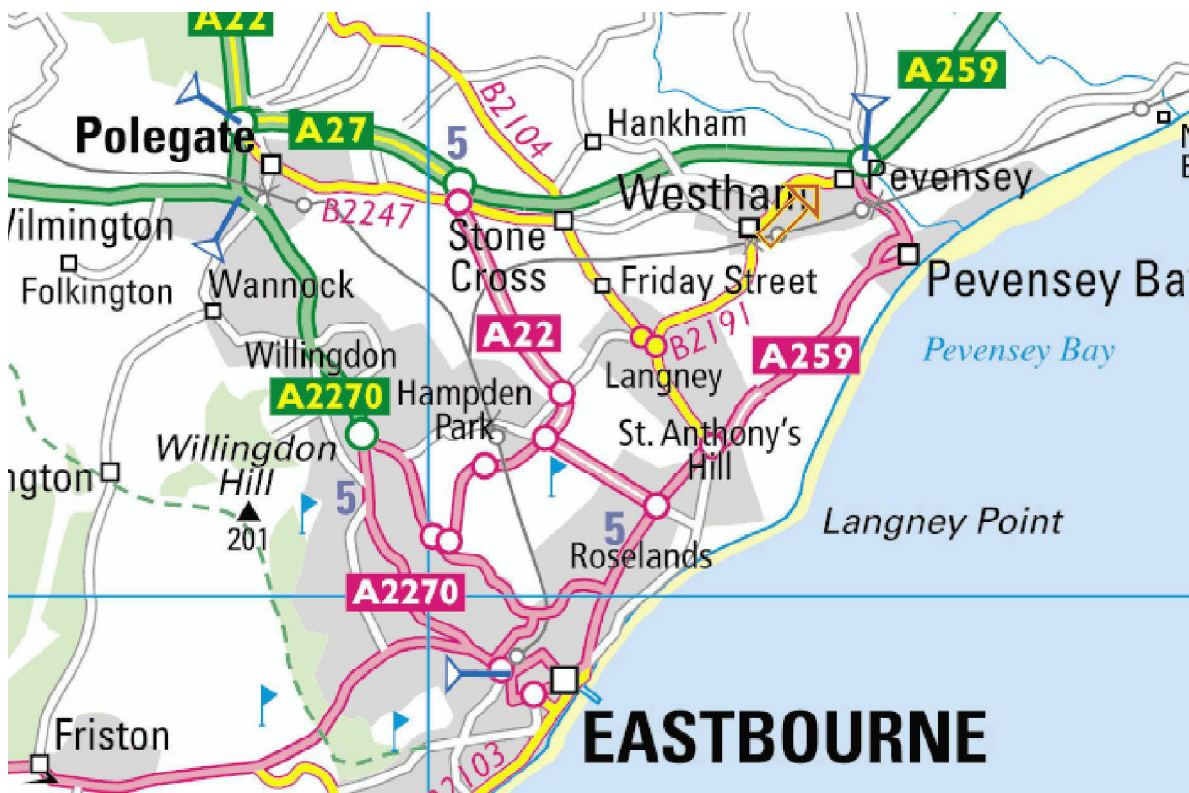 A22
A259
B2104
Polegate
A27
5
Hankham
Westham
Pevensey
B2247
Wilmington
Stone
Cross
Folkington
Wannock
Friday Street
Pevensey Ba
A22
B2191
A259
Pevensey Bay
Willingdon
Langney
A2270
Hampden
Park
St. Anthony's
Hill
Willingdon
Hill
ngton
5
201
5
Langney Point
Roselands
A2270
Friston
EASTBOURNE
2103